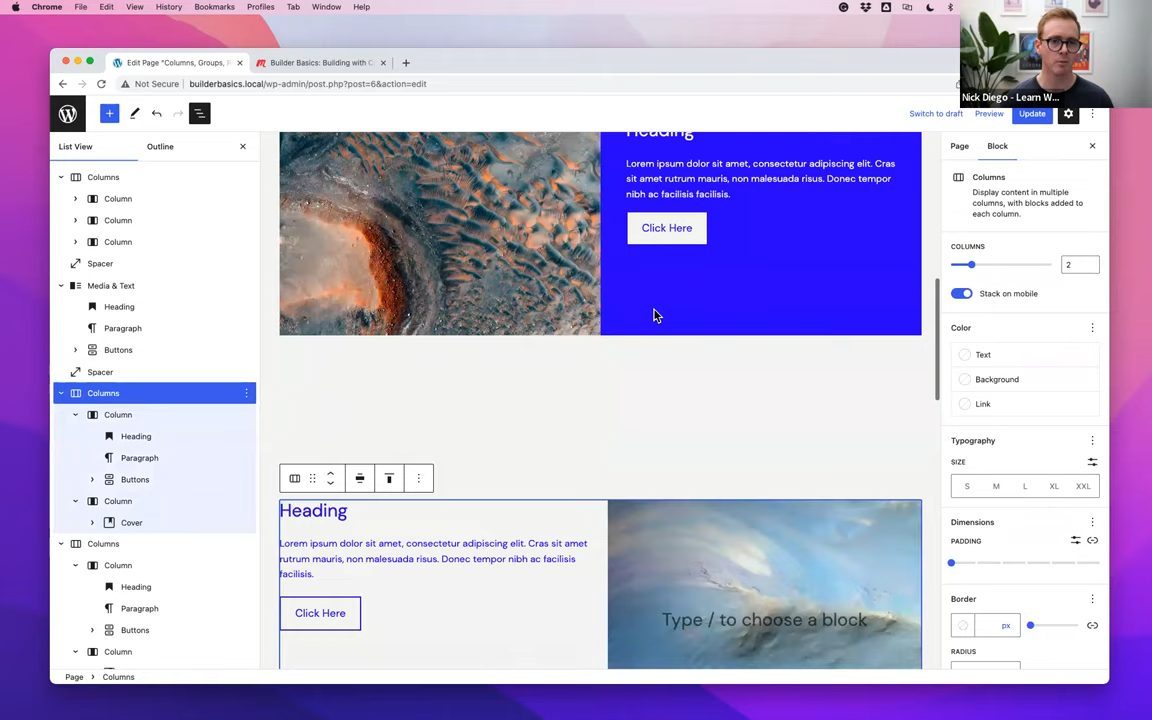 Chrome File Edit View History Bookmarks Profiles Tab Window Help
Edit Page "Columns, Groups,
Builder Basics: Building with C
Not Secure builderbasics.local/wp-admin/post.php?post=6&action=edit
Nick Diego - Learn W...
Switch to draft Preview Update
List View Outline
Page Block
Columns
Column
Column
Column
Spacer
Media & Text
Heading
Paragraph
Buttons
Spacer
Columns
Column
Heading
Paragraph
Buttons
Column
Cover
Columns
Column
Heading
Paragraph
Buttons
Column
Heading
Lorem ipsum dolor sit amet, consectetur adipiscing elit. Cras
sit amet rutrum mauris, non malesuada risus. Donec tempor
nibh ac facilisis facilisis.
Click Here
Heading
Lorem ipsum dolor sit amet, consectetur adipiscing elit. Cras sit amet
rutrum mauris, non malesuada risus. Donec tempor nibh ac facilisis
facilisis.
Click Here
Type / to choose a block
Columns
Display content in multiple
columns, with blocks added to
each column.
COLUMNS
2
Stack on mobile
Color
Text
Background
Link
Typography
SIZE
S M L XL XXL
Dimensions
PADDING
Border
px
RADIUS
Page > Columns